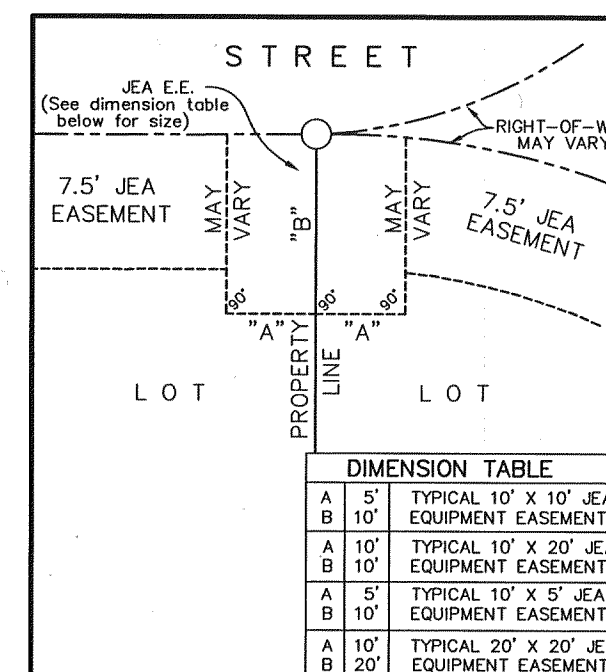 STREET
JEA E.E.
(See dimension table
below for size)
RIGHT-OF-W
MAY VARY
7.5' JEA
EASEMENT
MAY
VARY
"B"
MAY
VARY
7.5' JEA
EASEMENT
90°
90°
90°
"A"
"A"
PROPERTY
LINE
LOT
LOT
DIMENSION TABLE
A 5' TYPICAL 10' X 10' JEA
B 10' EQUIPMENT EASEMENT
A 10' TYPICAL 10' X 20' JEA
B 10' EQUIPMENT EASEMENT
A 5' TYPICAL 10' X 5' JEA
B 10' EQUIPMENT EASEMENT
A 10' TYPICAL 20' X 20' JE
B 20' EQUIPMENT EASEMENT